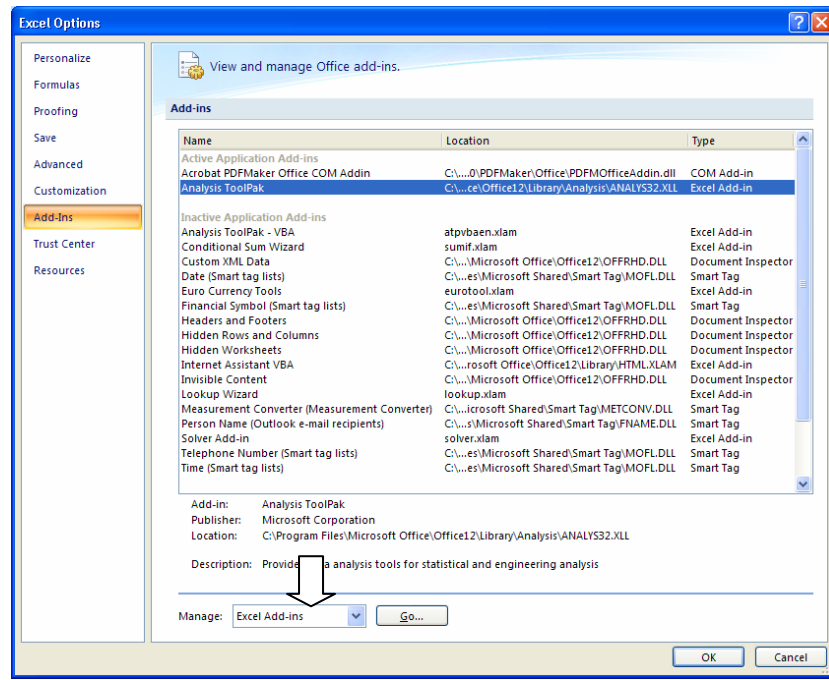 Excel Options
Personalize
Formulas
Proofing
Save
Advanced
Customization
Add-Ins
Trust Center
Resources
View and manage Office add-ins.
Add-ins
Name Location Type
Active Application Add-ins
Acrobat PDFMaker Office COM Addin C:\...0\PDFMaker\Office\PDFMOfficeAddin.dll COM Add-in
Analysis ToolPak C:\...ce\Office12\Library\Analysis\ANALYS32.XLL Excel Add-in
Inactive Application Add-ins
Analysis ToolPak - VBA atpvbaen.xlam Excel Add-in
Conditional Sum Wizard sumif.xlam Excel Add-in
Custom XML Data C:\...\Microsoft Office\Office12\OFFRHD.DLL Document Inspector
Date (Smart tag lists) C:\...es\Microsoft Shared\Smart Tag\MOFL.DLL Smart Tag
Euro Currency Tools eurotool.xlam Excel Add-in
Financial Symbol (Smart tag lists) C:\...es\Microsoft Shared\Smart Tag\MOFL.DLL Smart Tag
Headers and Footers C:\...\Microsoft Office\Office12\OFFRHD.DLL Document Inspector
Hidden Rows and Columns C:\...\Microsoft Office\Office12\OFFRHD.DLL Document Inspector
Hidden Worksheets C:\...\Microsoft Office\Office12\OFFRHD.DLL Document Inspector
Internet Assistant VBA C:\...rosoft Office\Office12\Library\HTML.XLAM Excel Add-in
Invisible Content C:\...\Microsoft Office\Office12\OFFRHD.DLL Document Inspector
Lookup Wizard lookup.xlam Excel Add-in
Measurement Converter (Measurement Converter) C:\...icrosoft Shared\Smart Tag\METCONV.DLL Smart Tag
Person Name (Outlook e-mail recipients) C:\...s\Microsoft Shared\Smart Tag\FNAME.DLL Smart Tag
Solver Add-in solver.xlam Excel Add-in
Telephone Number (Smart tag lists) C:\...es\Microsoft Shared\Smart Tag\MOFL.DLL Smart Tag
Time (Smart tag lists) C:\...es\Microsoft Shared\Smart Tag\MOFL.DLL Smart Tag
Add-in: Analysis ToolPak
Publisher: Microsoft Corporation
Location: C:\Program Files\Microsoft Office\Office12\Library\Analysis\ANALYS32.XLL
Description: Provide analysis tools for statistical and engineering analysis
Manage: Excel Add-ins Go...
OK Cancel